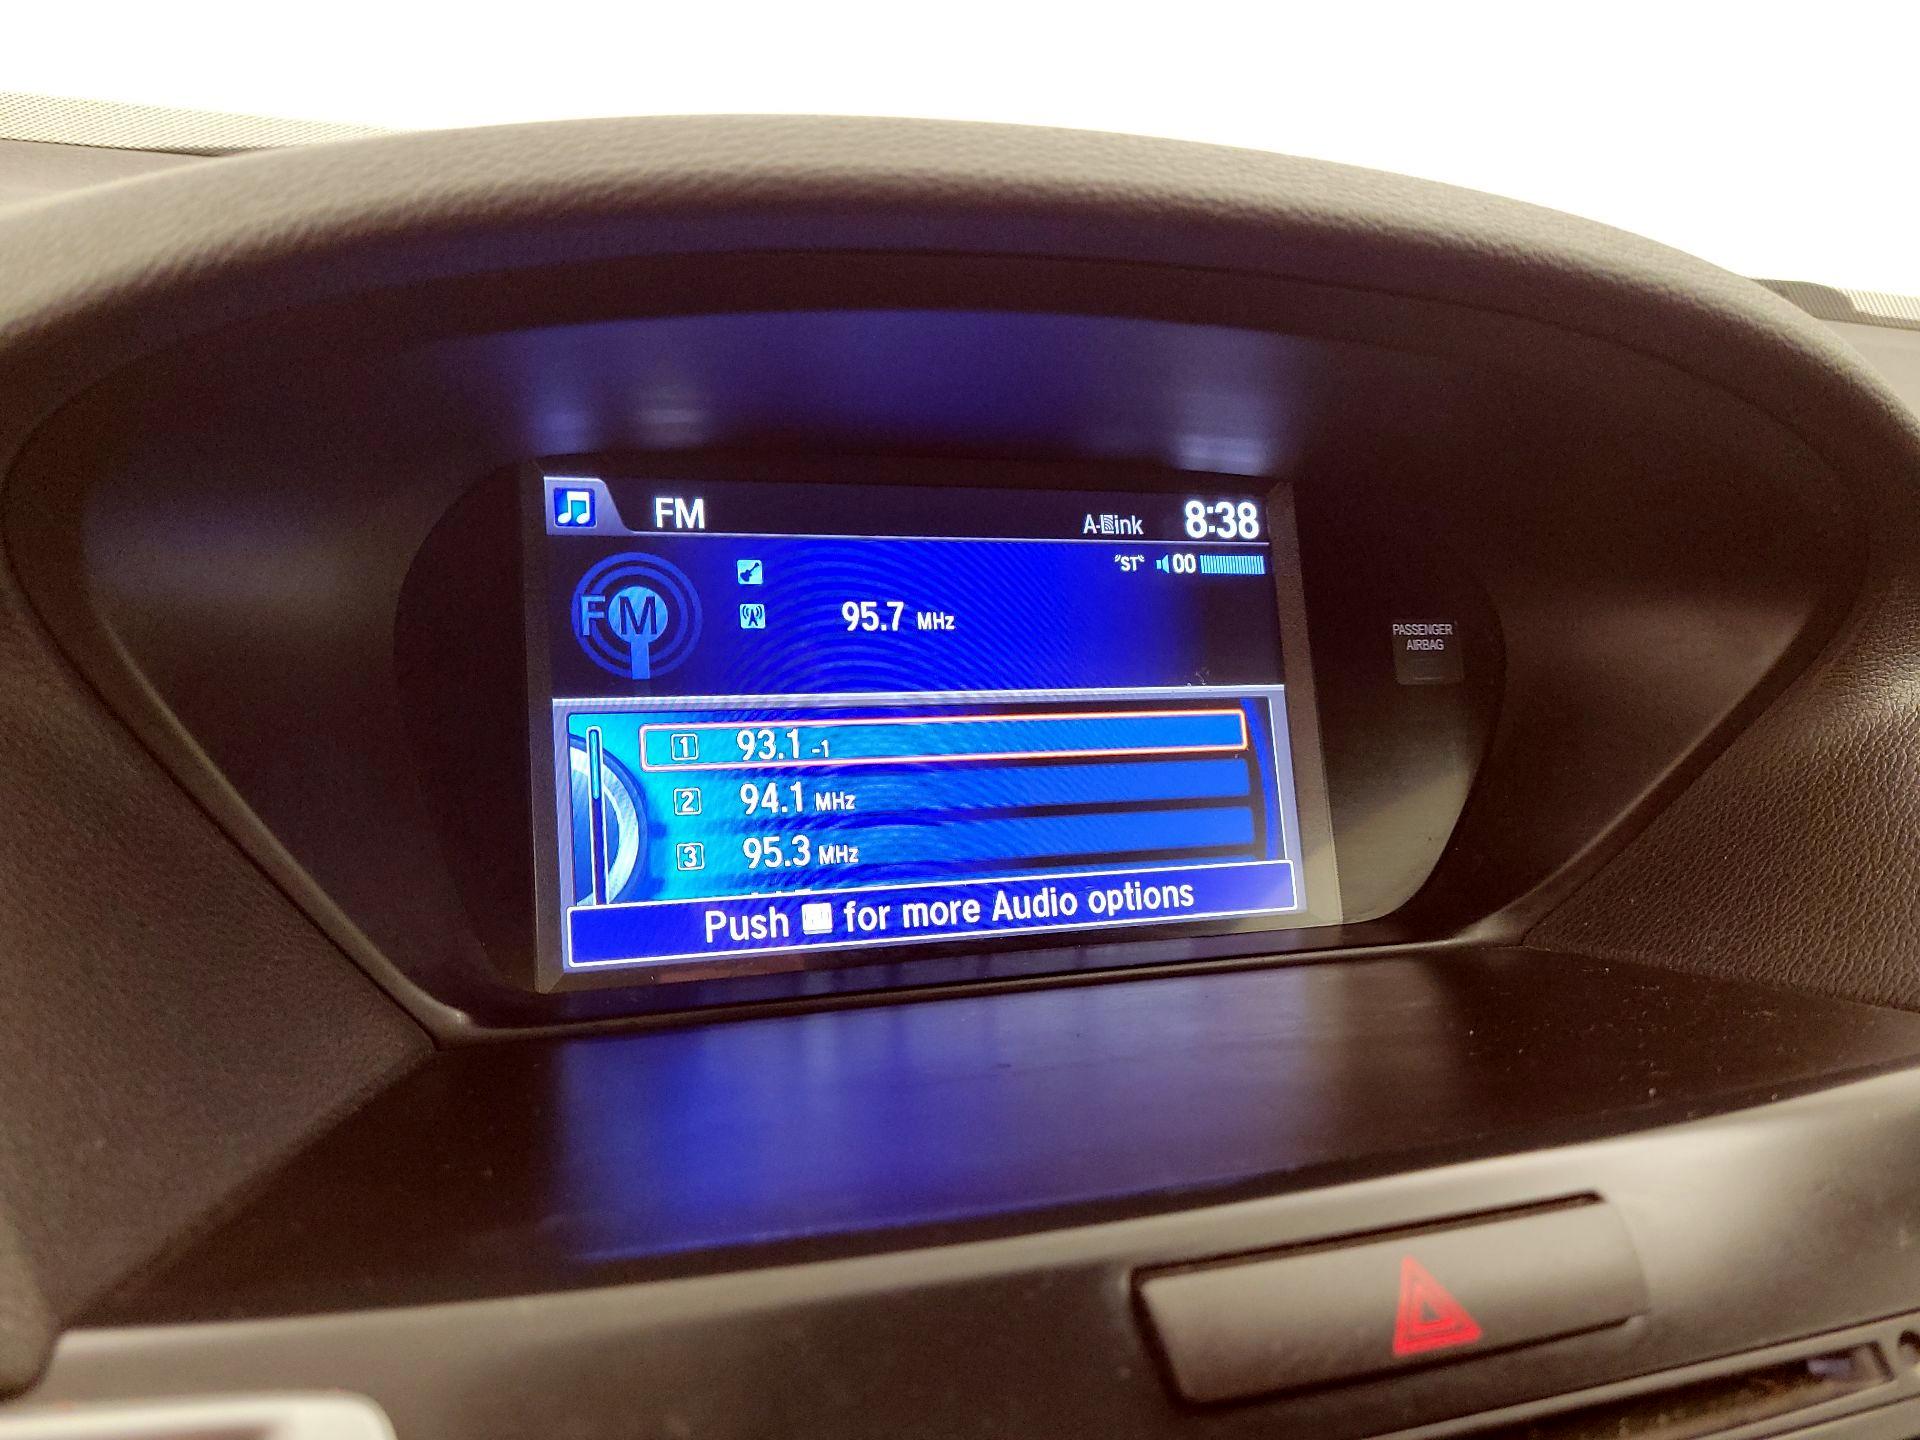 FM
A-Link
8:38
"ST"
00
FM
95.7 MHz
PASSENGER
AIRBAG
1 93.1 -1
2 94.1 MHz
3 95.3 MHz
Push for more Audio options